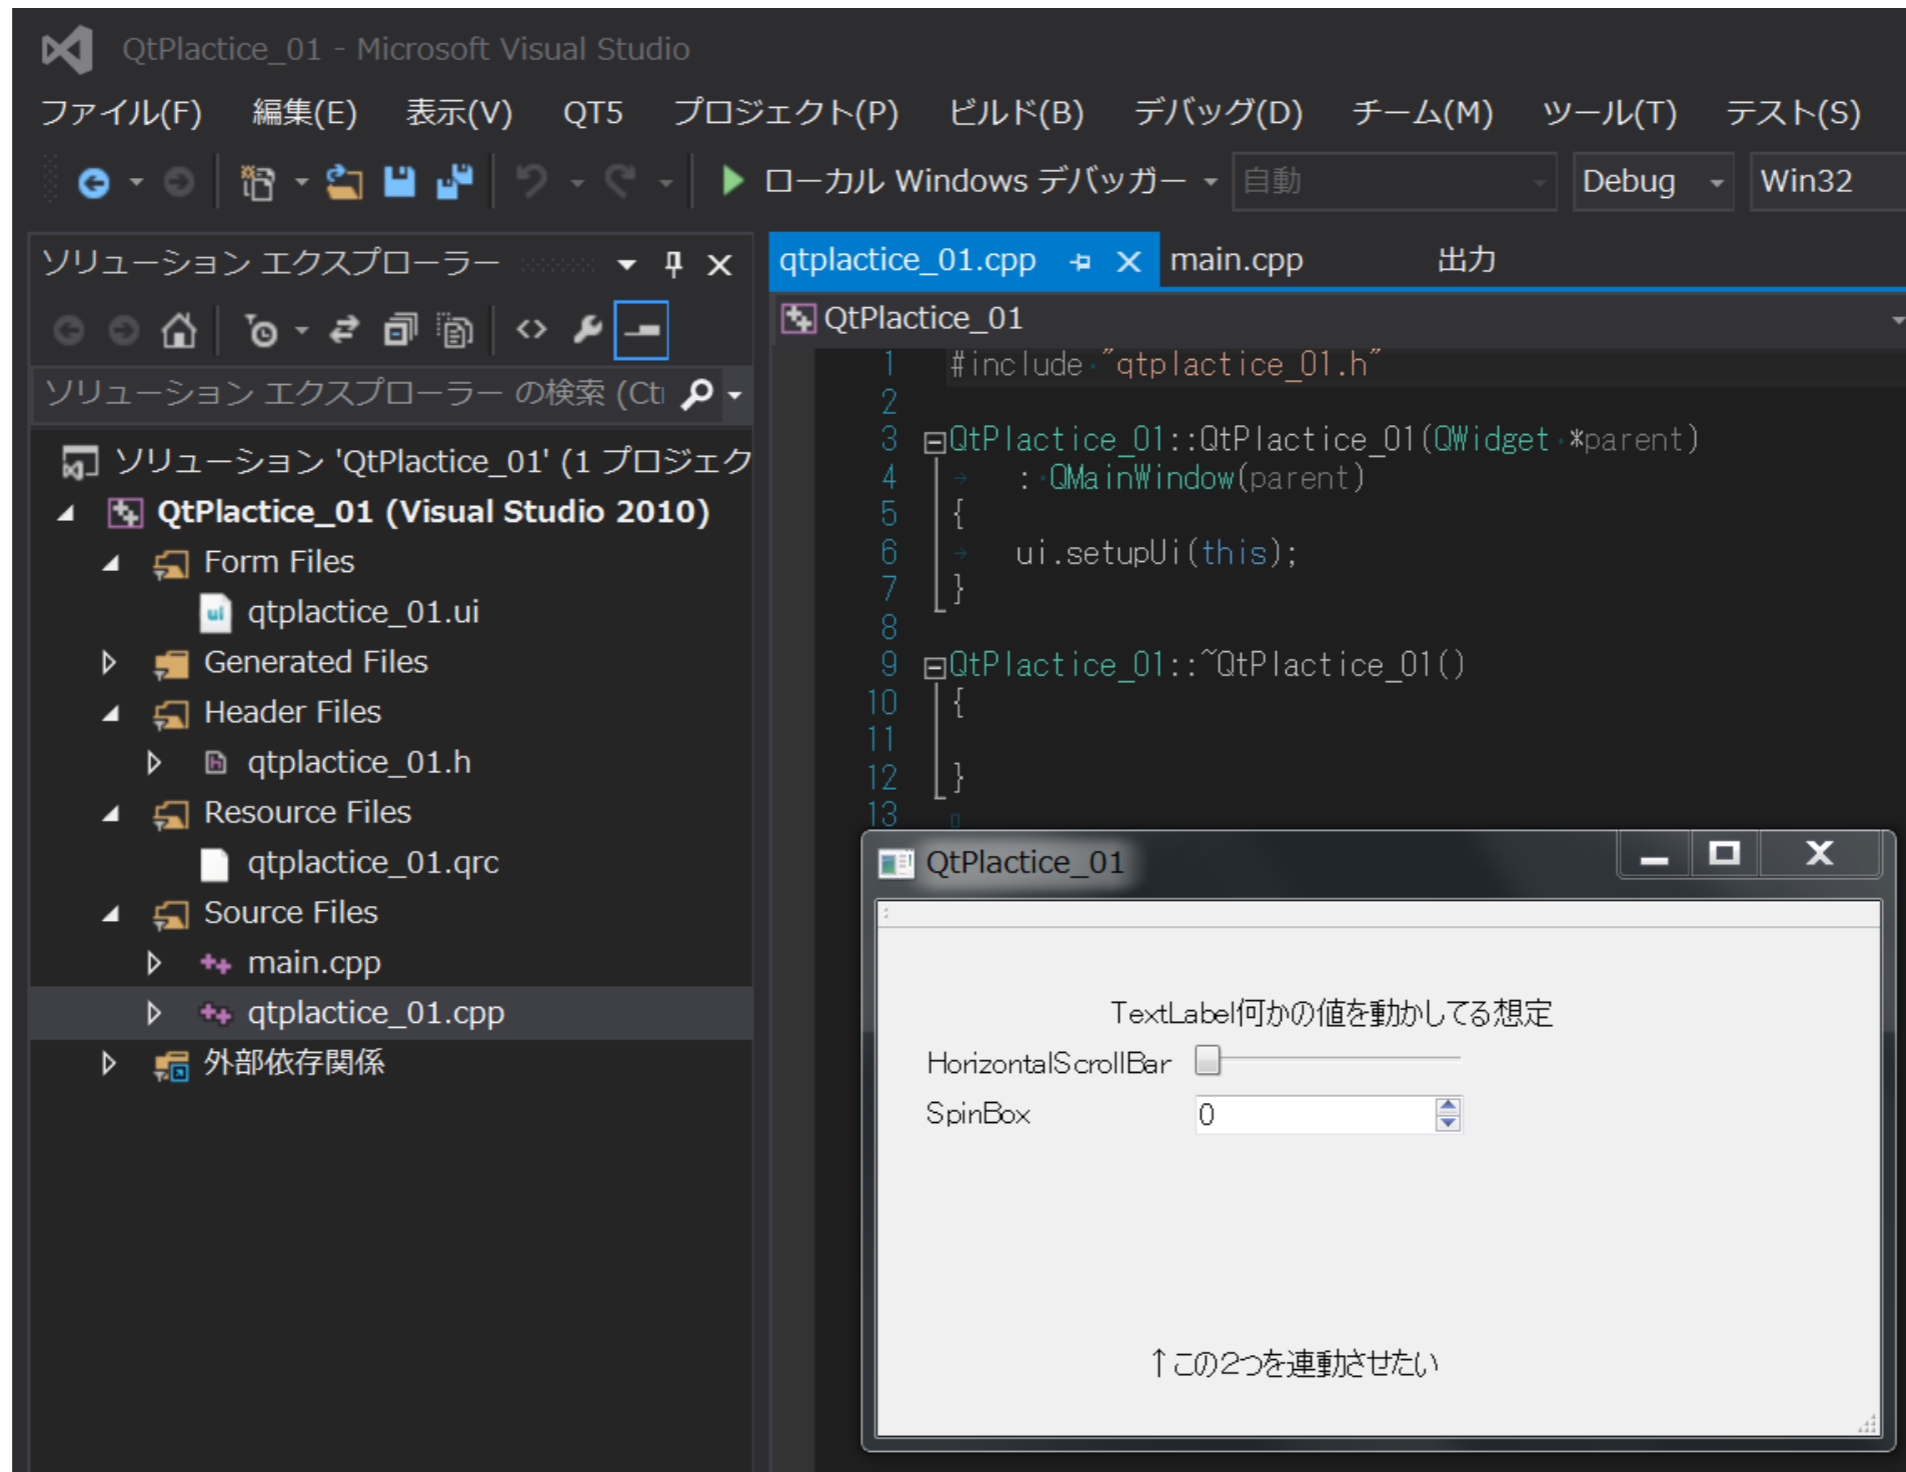 QtPlactice_01 - Microsoft Visual Studio
ファイル(F) 編集(E) 表示(V) QT5 プロジェクト(P) ビルド(B) デバッグ(D) チーム(M) ツール(T) テスト(S)
ローカル Windows デバッガー 自動 Debug Win32
ソリューション エクスプローラー
ソリューション エクスプローラー の検索 (Ct
ソリューション 'QtPlactice_01' (1 プロジェク
QtPlactice_01 (Visual Studio 2010)
Form Files
qtplactice_01.ui
Generated Files
Header Files
qtplactice_01.h
Resource Files
qtplactice_01.qrc
Source Files
main.cpp
qtplactice_01.cpp
外部依存関係
qtplactice_01.cpp main.cpp 出力
QtPlactice_01
1 #include "qtplactice_01.h"
2
3 QtPlactice_01::QtPlactice_01(QWidget *parent)
4 : QMainWindow(parent)
5 {
6 ui.setupUi(this);
7 }
8
9 QtPlactice_01::~QtPlactice_01()
10 {
11
12 }
13
QtPlactice_01
TextLabel何かの値を動かしてる想定
HorizontalScrollBar
SpinBox 0
↑この2つを連動させたい